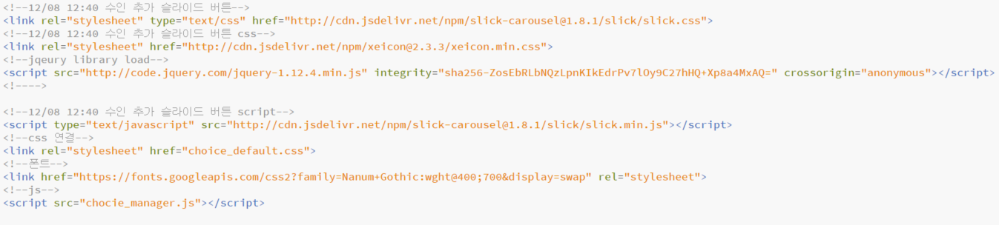 <!--12/08 12:40 수인 추가 슬라이드 버튼-->
<link rel="stylesheet" type="text/css" href="http://cdn.jsdelivr.net/npm/slick-carousel@1.8.1/slick/slick.css">
<!--12/08 12:40 수인 추가 슬라이드 버튼 css-->
<link rel="stylesheet" href="http://cdn.jsdelivr.net/npm/xeicon@2.3.3/xeicon.min.css">
<!--jqeury library load-->
<script src="http://code.jquery.com/jquery-1.12.4.min.js" integrity="sha256-ZosEbRLbNQzLpnKIkEdrPv7lOy9C27hHQ+Xp8a4MxAQ=" crossorigin="anonymous"></script>
<!---->
<!--12/08 12:40 수인 추가 슬라이드 버튼 script-->
<script type="text/javascript" src="http://cdn.jsdelivr.net/npm/slick-carousel@1.8.1/slick/slick.min.js"></script>
<!--css 연결-->
<link rel="stylesheet" href="choice_default.css">
<!--폰트-->
<link href="https://fonts.googleapis.com/css2?family=Nanum+Gothic:wght@400;700&display=swap" rel="stylesheet">
<!--js-->
<script src="chocie_manager.js"></script>